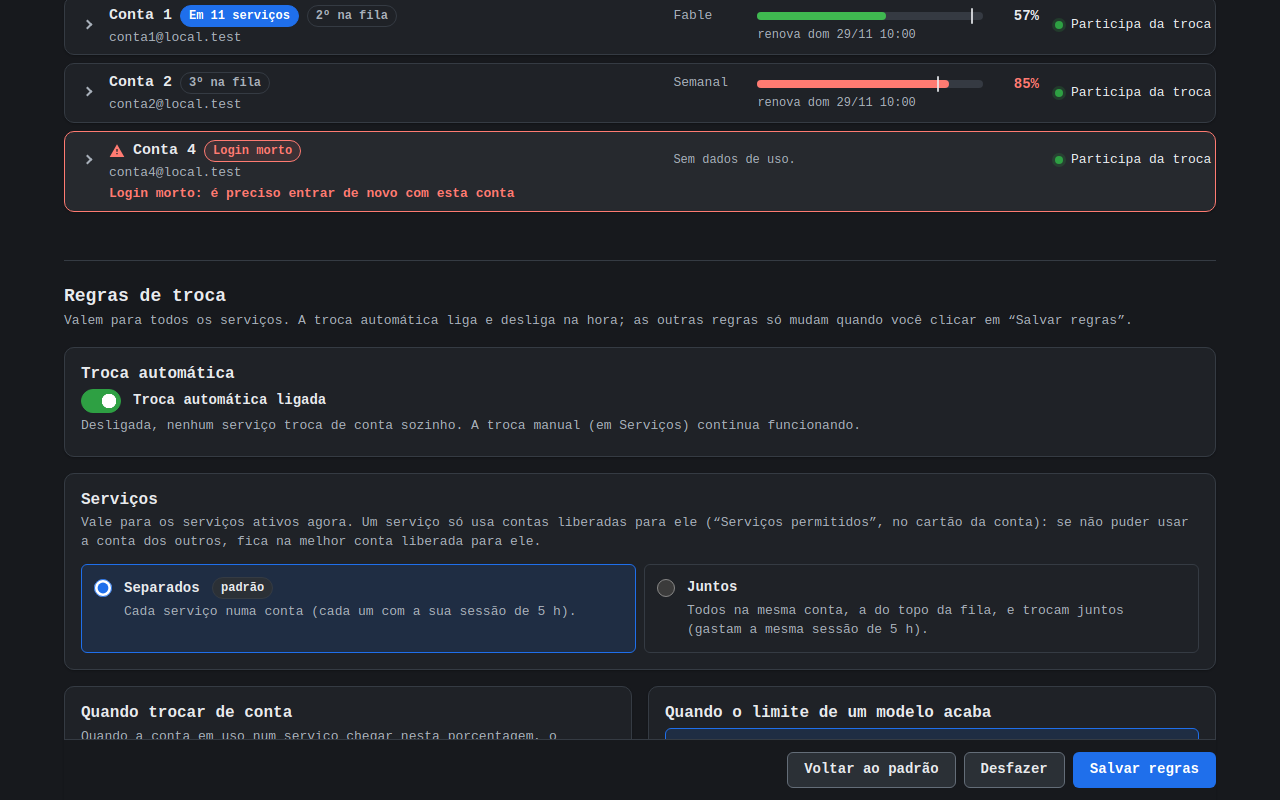 Conta 1 Em 11 serviços 2º na fila
conta1@local.test
Fable
57%
renova dom 29/11 10:00
Participa da troca
Conta 2 3º na fila
conta2@local.test
Semanal
85%
renova dom 29/11 10:00
Participa da troca
Conta 4 Login morto
conta4@local.test
Login morto: é preciso entrar de novo com esta conta
Sem dados de uso.
Participa da troca
Regras de troca
Valem para todos os serviços. A troca automática liga e desliga na hora; as outras regras só mudam quando você clicar em “Salvar regras”.
Troca automática
Troca automática ligada
Desligada, nenhum serviço troca de conta sozinho. A troca manual (em Serviços) continua funcionando.
Serviços
Vale para os serviços ativos agora. Um serviço só usa contas liberadas para ele (“Serviços permitidos”, no cartão da conta): se não puder usar
a conta dos outros, fica na melhor conta liberada para ele.
Separados padrão
Cada serviço numa conta (cada um com a sua sessão de 5 h).
Juntos
Todos na mesma conta, a do topo da fila, e trocam juntos
(gastam a mesma sessão de 5 h).
Quando trocar de conta
Quando a conta em uso num serviço chegar nesta porcentagem, o
Quando o limite de um modelo acaba
Voltar ao padrão
Desfazer
Salvar regras